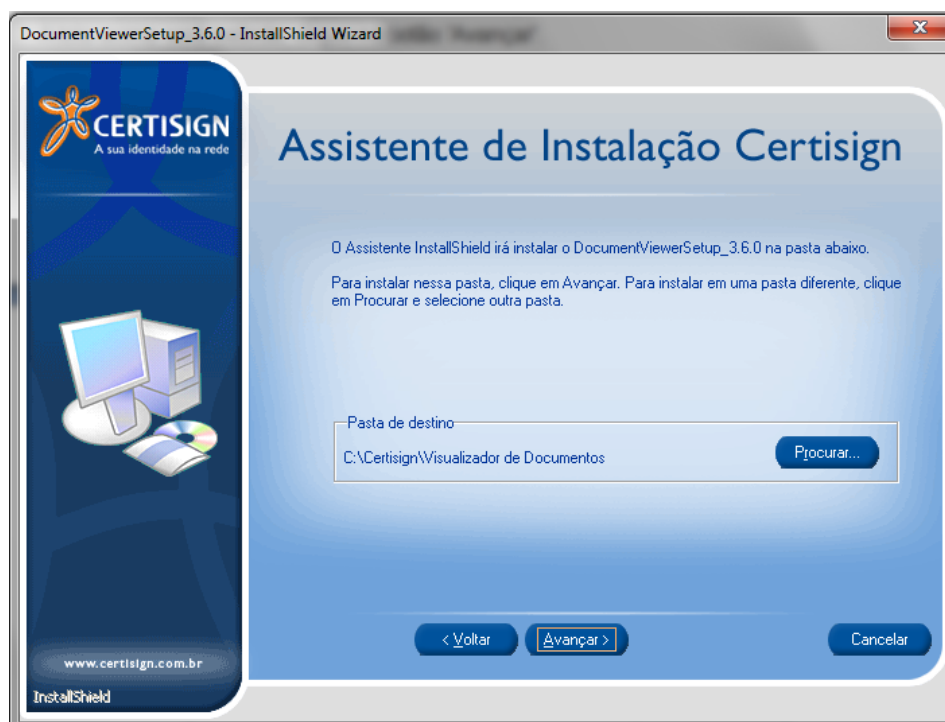 DocumentViewerSetup_3.6.0 - InstallShield Wizard
CERTISIGN
A sua identidade na rede
Assistente de Instalação Certisign
O Assistente InstallShield irá instalar o DocumentViewerSetup_3.6.0 na pasta abaixo.
Para instalar nessa pasta, clique em Avançar. Para instalar em uma pasta diferente, clique
em Procurar e selecione outra pasta.
Pasta de destino
C:\Certisign\Visualizador de Documentos
Procurar...
< Voltar
Avançar >
Cancelar
www.certisign.com.br
InstallShield